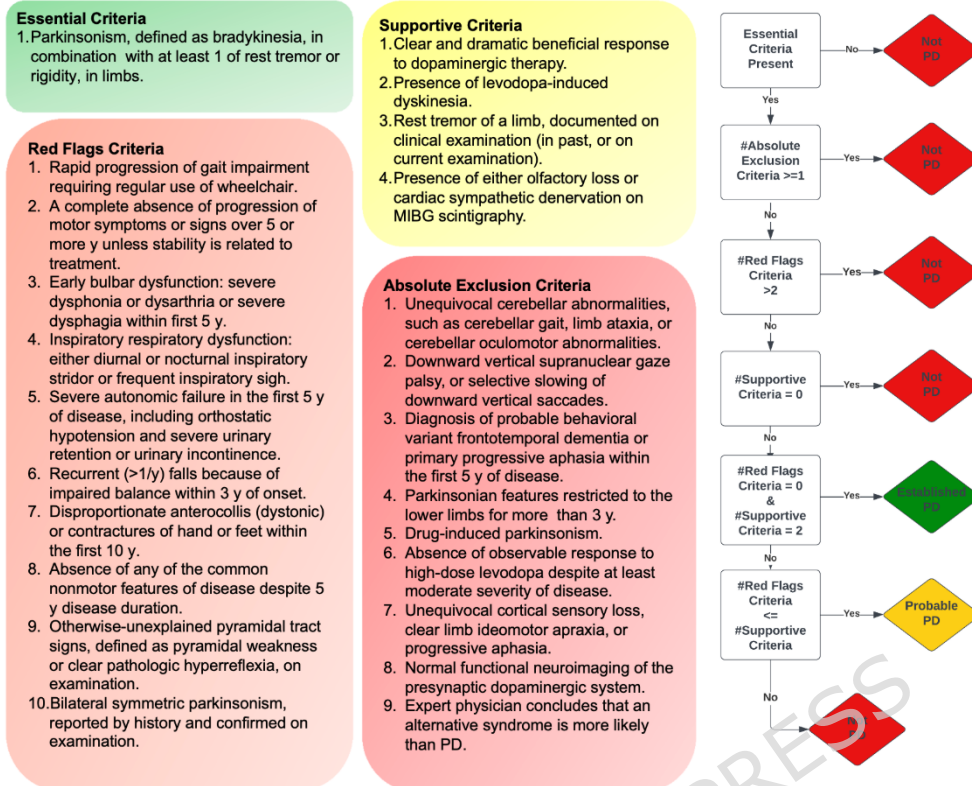 Essential Criteria
1.Parkinsonism, defined as bradykinesia, in
combination with at least 1 of rest tremor or
rigidity, in limbs.
Red Flags Criteria
1. Rapid progression of gait impairment
requiring regular use of wheelchair.
2. A complete absence of progression of
motor symptoms or signs over 5 or
more y unless stability is related to
treatment.
3. Early bulbar dysfunction: severe
dysphonia or dysarthria or severe
dysphagia within first 5 y.
4. Inspiratory respiratory dysfunction:
either diurnal or nocturnal inspiratory
stridor or frequent inspiratory sigh.
5. Severe autonomic failure in the first 5 y
of disease, including orthostatic
hypotension and severe urinary
retention or urinary incontinence.
6. Recurrent (>1/y) falls because of
impaired balance within 3 y of onset.
7. Disproportionate anterocollis (dystonic)
or contractures of hand or feet within
the first 10 y.
8. Absence of any of the common
nonmotor features of disease despite 5
y disease duration.
9. Otherwise-unexplained pyramidal tract
signs, defined as pyramidal weakness
or clear pathologic hyperreflexia, on
examination.
10.Bilateral symmetric parkinsonism,
reported by history and confirmed on
examination.
Supportive Criteria
1.Clear and dramatic beneficial response
to dopaminergic therapy.
2.Presence of levodopa-induced
dyskinesia.
3.Rest tremor of a limb, documented on
clinical examination (in past, or on
current examination).
4.Presence of either olfactory loss or
cardiac sympathetic denervation on
MIBG scintigraphy.
Absolute Exclusion Criteria
1. Unequivocal cerebellar abnormalities,
such as cerebellar gait, limb ataxia, or
cerebellar oculomotor abnormalities.
2. Downward vertical supranuclear gaze
palsy, or selective slowing of
downward vertical saccades.
3. Diagnosis of probable behavioral
variant frontotemporal dementia or
primary progressive aphasia within
the first 5 y of disease.
4. Parkinsonian features restricted to the
lower limbs for more than 3 y.
5. Drug-induced parkinsonism.
6. Absence of observable response to
high-dose levodopa despite at least
moderate severity of disease.
7. Unequivocal cortical sensory loss,
clear limb ideomotor apraxia, or
progressive aphasia.
8. Normal functional neuroimaging of the
presynaptic dopaminergic system.
9. Expert physician concludes that an
alternative syndrome is more likely
than PD.
Essential
Criteria
Present
No
Not
PD
Yes
#Absolute
Exclusion
Criteria >=1
Yes
Not
PD
No
#Red Flags
Criteria
>2
Yes
Not
PD
No
#Supportive
Criteria = 0
Yes
Not
PD
No
#Red Flags
Criteria = 0
&
#Supportive
Criteria = 2
Yes
Established
PD
No
#Red Flags
Criteria
<=
#Supportive
Criteria
Yes
Probable
PD
No
Not
PD
PRESS